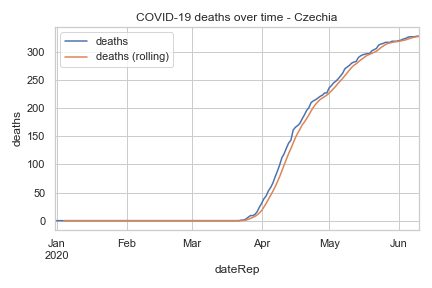 COVID-19 deaths over time - Czechia
deaths
deaths (rolling)
300
250
200
150
100
50
0
deaths
Jan
2020
Feb
Mar
Apr
May
Jun
dateRep